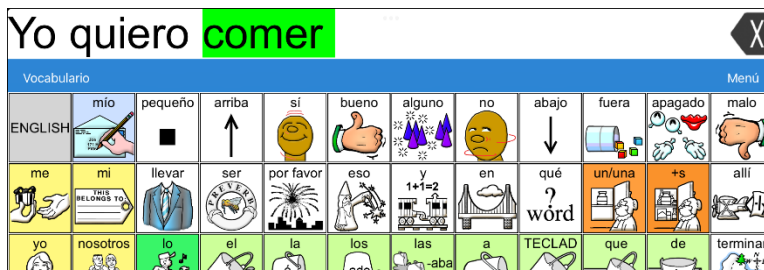 Yo quiero comer
X
Vocabulario Menú
ENGLISH mío pequeño arriba sí bueno alguno no abajo fuera apagado malo
me mi llevar ser por favor eso y en qué un/una +s allí
THIS BELONGS TO PREVERB 1+1=2 ? word
yo nosotros lo el la los las a TECLAD que de terminar
-aba